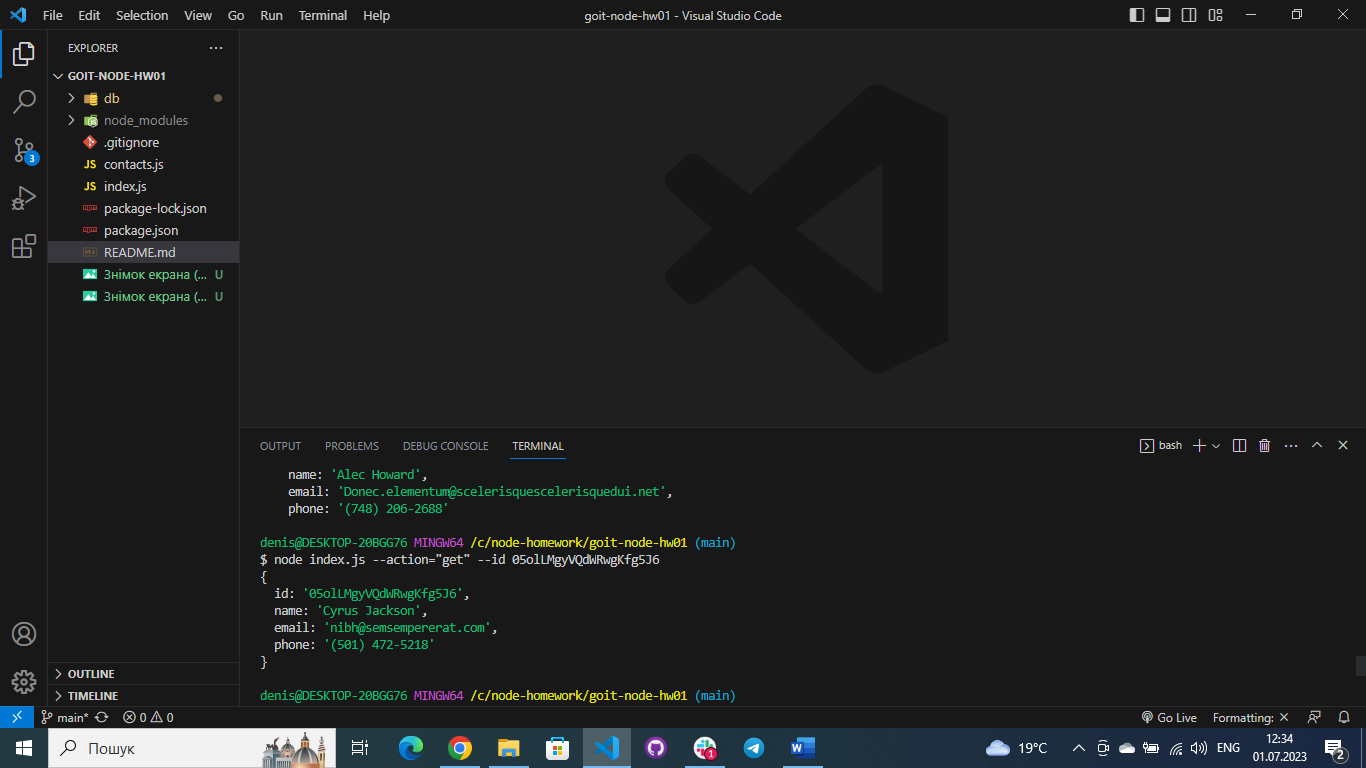 File Edit Selection View Go Run Terminal Help
goit-node-hw01 - Visual Studio Code
EXPLORER
GOIT-NODE-HW01
db
node_modules
.gitignore
JS contacts.js
JS index.js
package-lock.json
package.json
README.md
Знімок екрана (... U
Знімок екрана (... U
3
OUTLINE
TIMELINE
OUTPUT PROBLEMS DEBUG CONSOLE TERMINAL
bash
name: 'Alec Howard',
email: 'Donec.elementum@scelerisquescelerisquedui.net',
phone: '(748) 206-2688'
denis@DESKTOP-20BGG76 MINGW64 /c/node-homework/goit-node-hw01 (main)
$ node index.js --action="get" --id 05olLMgyVQdWRwgKfg5J6
{
id: '05olLMgyVQdWRwgKfg5J6',
name: 'Cyrus Jackson',
email: 'nibh@semsempererat.com',
phone: '(501) 472-5218'
}
denis@DESKTOP-20BGG76 MINGW64 /c/node-homework/goit-node-hw01 (main)
main* 0 0
Go Live Formatting: ×
Пошук
1
19°C
ENG
12:34
01.07.2023
2